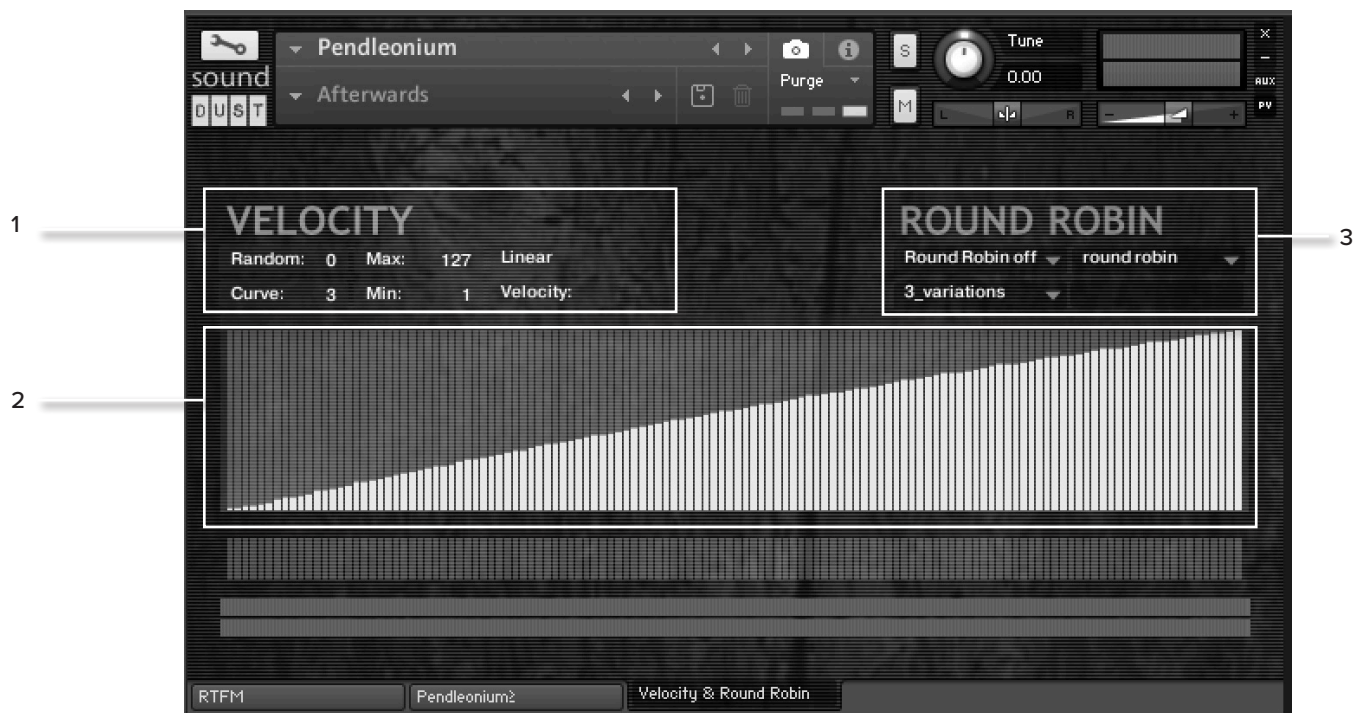 sound
DUST
Pendleonium
Afterwards
Purge
S
M
Tune
0.00
L R
- +
×
-
AUX
PV
1
VELOCITY
Random: 0 Max: 127 Linear
Curve: 3 Min: 1 Velocity:
ROUND ROBIN
Round Robin off round robin
3_variations
3
2
RTFM
Pendleonium2
Velocity & Round Robin